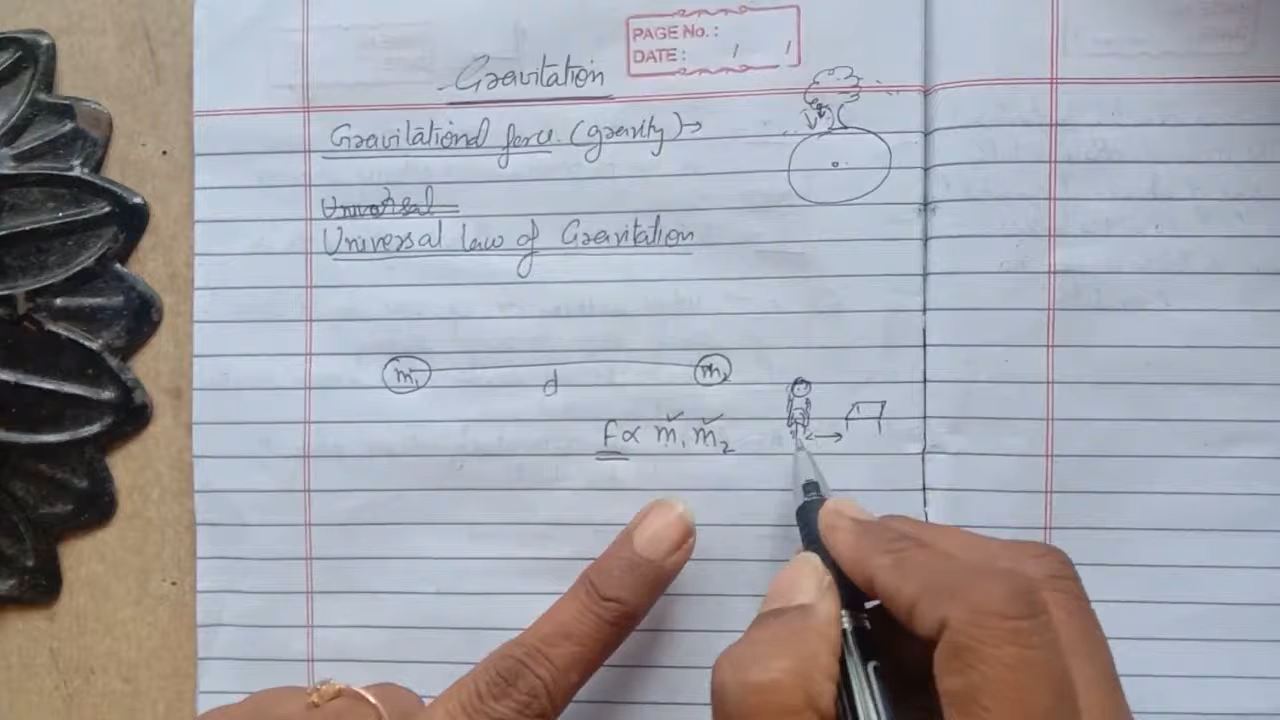 PAGE No.:
DATE: / /
Gravitation
Gravitational force. (gravity) →
Universal
Universal law of Gravitation
m₁ d m₂
F ∝ m₁ m₂